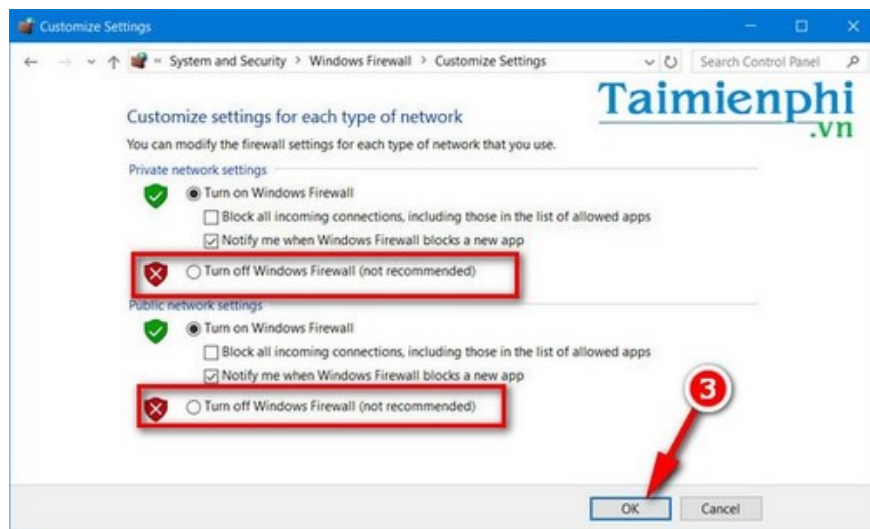 Customize Settings
« System and Security > Windows Firewall > Customize Settings
Search Control Panel
Taimienphi
.vn
Customize settings for each type of network
You can modify the firewall settings for each type of network that you use.
Private network settings
Turn on Windows Firewall
Block all incoming connections, including those in the list of allowed apps
Notify me when Windows Firewall blocks a new app
Turn off Windows Firewall (not recommended)
Public network settings
Turn on Windows Firewall
Block all incoming connections, including those in the list of allowed apps
Notify me when Windows Firewall blocks a new app
Turn off Windows Firewall (not recommended)
3
OK
Cancel